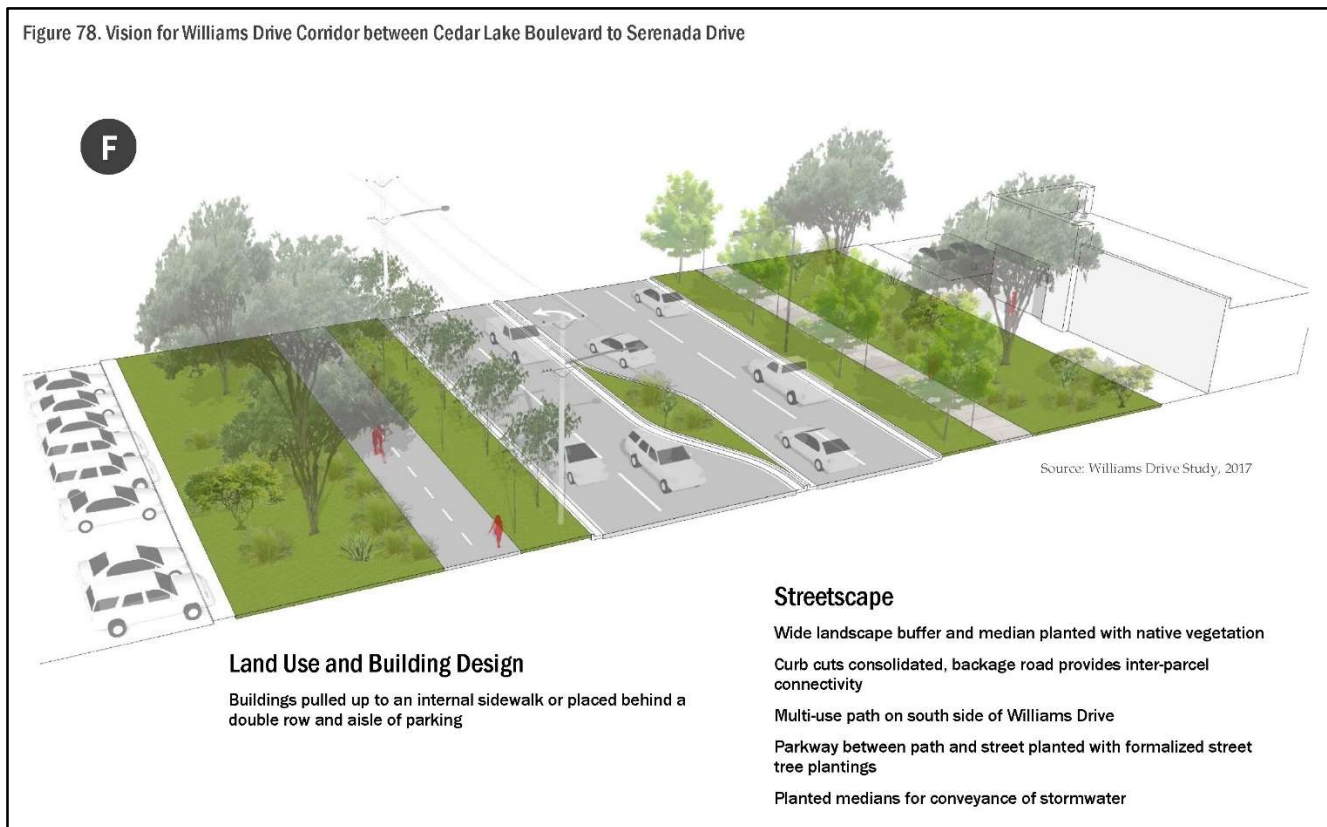 Figure 78. Vision for Williams Drive Corridor between Cedar Lake Boulevard to Serenada Drive
F
Source: Williams Drive Study, 2017
Land Use and Building Design
Buildings pulled up to an internal sidewalk or placed behind a
double row and aisle of parking
Streetscape
Wide landscape buffer and median planted with native vegetation
Curb cuts consolidated, backage road provides inter-parcel
connectivity
Multi-use path on south side of Williams Drive
Parkway between path and street planted with formalized street
tree plantings
Planted medians for conveyance of stormwater